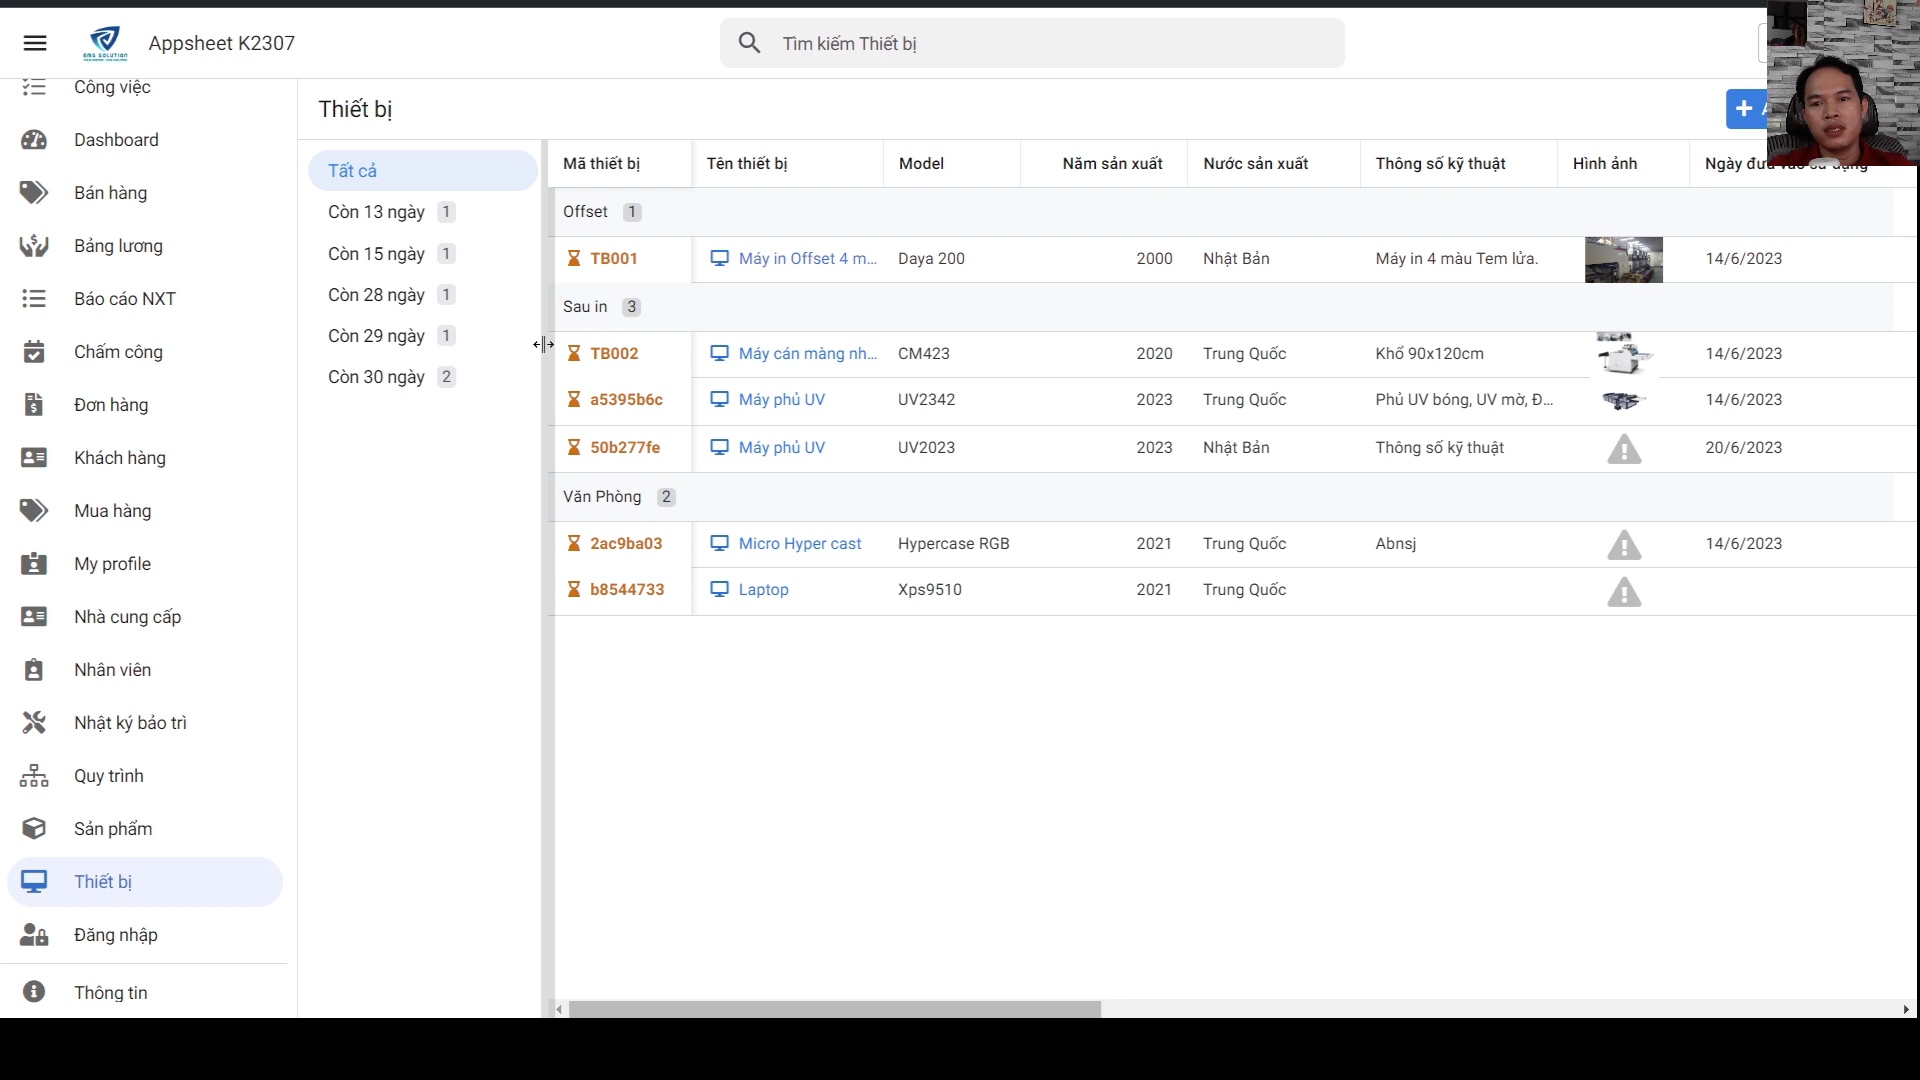 Appsheet K2307
Tìm kiếm Thiết bị
EMS SOLUTION
Công việc
Dashboard
Bán hàng
Bảng lương
Báo cáo NXT
Chấm công
Đơn hàng
Khách hàng
Mua hàng
My profile
Nhà cung cấp
Nhân viên
Nhật ký bảo trì
Quy trình
Sản phẩm
Thiết bị
Đăng nhập
Thông tin
Thiết bị
Tất cả
Còn 13 ngày 1
Còn 15 ngày 1
Còn 28 ngày 1
Còn 29 ngày 1
Còn 30 ngày 2
Mã thiết bị Tên thiết bị Model Năm sản xuất Nước sản xuất Thông số kỹ thuật Hình ảnh Ngày đưa vào sử dụng
Offset 1
TB001 Máy in Offset 4 m... Daya 200 2000 Nhật Bản Máy in 4 màu Tem lửa. 14/6/2023
Sau in 3
TB002 Máy cán màng nh... CM423 2020 Trung Quốc Khổ 90x120cm 14/6/2023
a5395b6c Máy phủ UV UV2342 2023 Trung Quốc Phủ UV bóng, UV mờ, Đ... 14/6/2023
50b277fe Máy phủ UV UV2023 2023 Nhật Bản Thông số kỹ thuật 20/6/2023
Văn Phòng 2
2ac9ba03 Micro Hyper cast Hypercase RGB 2021 Trung Quốc Abnsj 14/6/2023
b8544733 Laptop Xps9510 2021 Trung Quốc